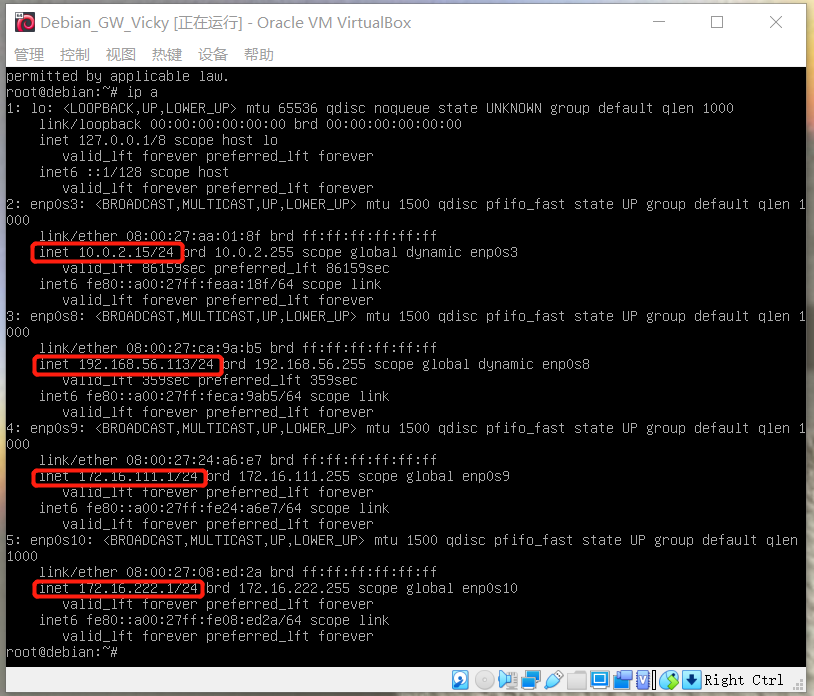 Debian_GW_Vicky [正在运行] - Oracle VM VirtualBox
管理 控制 视图 热键 设备 帮助
permitted by applicable law.
root@debian:~# ip a
1: lo: <LOOPBACK,UP,LOWER_UP> mtu 65536 qdisc noqueue state UNKNOWN group default qlen 1000
link/loopback 00:00:00:00:00:00 brd 00:00:00:00:00:00
inet 127.0.0.1/8 scope host lo
valid_lft forever preferred_lft forever
inet6 ::1/128 scope host
valid_lft forever preferred_lft forever
2: enp0s3: <BROADCAST,MULTICAST,UP,LOWER_UP> mtu 1500 qdisc pfifo_fast state UP group default qlen 1
000
link/ether 08:00:27:aa:01:8f brd ff:ff:ff:ff:ff:ff
inet 10.0.2.15/24 brd 10.0.2.255 scope global dynamic enp0s3
valid_lft 86159sec preferred_lft 86159sec
inet6 fe80::a00:27ff:feaa:18f/64 scope link
valid_lft forever preferred_lft forever
3: enp0s8: <BROADCAST,MULTICAST,UP,LOWER_UP> mtu 1500 qdisc pfifo_fast state UP group default qlen 1
000
link/ether 08:00:27:ca:9a:b5 brd ff:ff:ff:ff:ff:ff
inet 192.168.56.113/24 brd 192.168.56.255 scope global dynamic enp0s8
valid_lft 359sec preferred_lft 359sec
inet6 fe80::a00:27ff:feca:9ab5/64 scope link
valid_lft forever preferred_lft forever
4: enp0s9: <BROADCAST,MULTICAST,UP,LOWER_UP> mtu 1500 qdisc pfifo_fast state UP group default qlen 1
000
link/ether 08:00:27:24:a6:e7 brd ff:ff:ff:ff:ff:ff
inet 172.16.111.1/24 brd 172.16.111.255 scope global enp0s9
valid_lft forever preferred_lft forever
inet6 fe80::a00:27ff:fe24:a6e7/64 scope link
valid_lft forever preferred_lft forever
5: enp0s10: <BROADCAST,MULTICAST,UP,LOWER_UP> mtu 1500 qdisc pfifo_fast state UP group default qlen
1000
link/ether 08:00:27:08:ed:2a brd ff:ff:ff:ff:ff:ff
inet 172.16.222.1/24 brd 172.16.222.255 scope global enp0s10
valid_lft forever preferred_lft forever
inet6 fe80::a00:27ff:fe08:ed2a/64 scope link
valid_lft forever preferred_lft forever
root@debian:~#
Right Ctrl